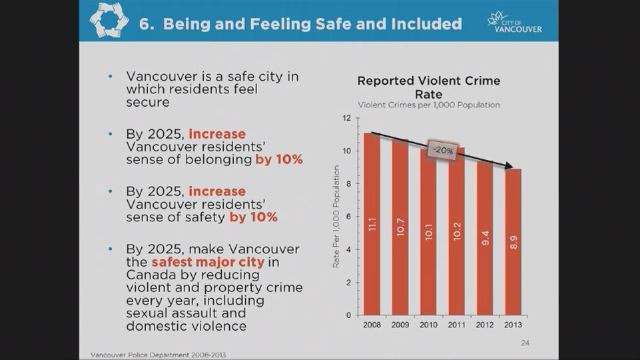 6. Being and Feeling Safe and Included
CITY OF
VANCOUVER
• Vancouver is a safe city in
which residents feel
secure
• By 2025, increase
Vancouver residents'
sense of belonging by 10%
• By 2025, increase
Vancouver residents'
sense of safety by 10%
• By 2025, make Vancouver
the safest major city in
Canada by reducing
violent and property crime
every year, including
sexual assault and
domestic violence
Reported Violent Crime
Rate
Violent Crimes per 1,000 Population
Rate Per 1,000 Population
12
10
8
6
4
2
0
-20%
11.1
10.7
10.1
10.2
9.4
8.9
2008 2009 2010 2011 2012 2013
24
Vancouver Police Department 2008-2013